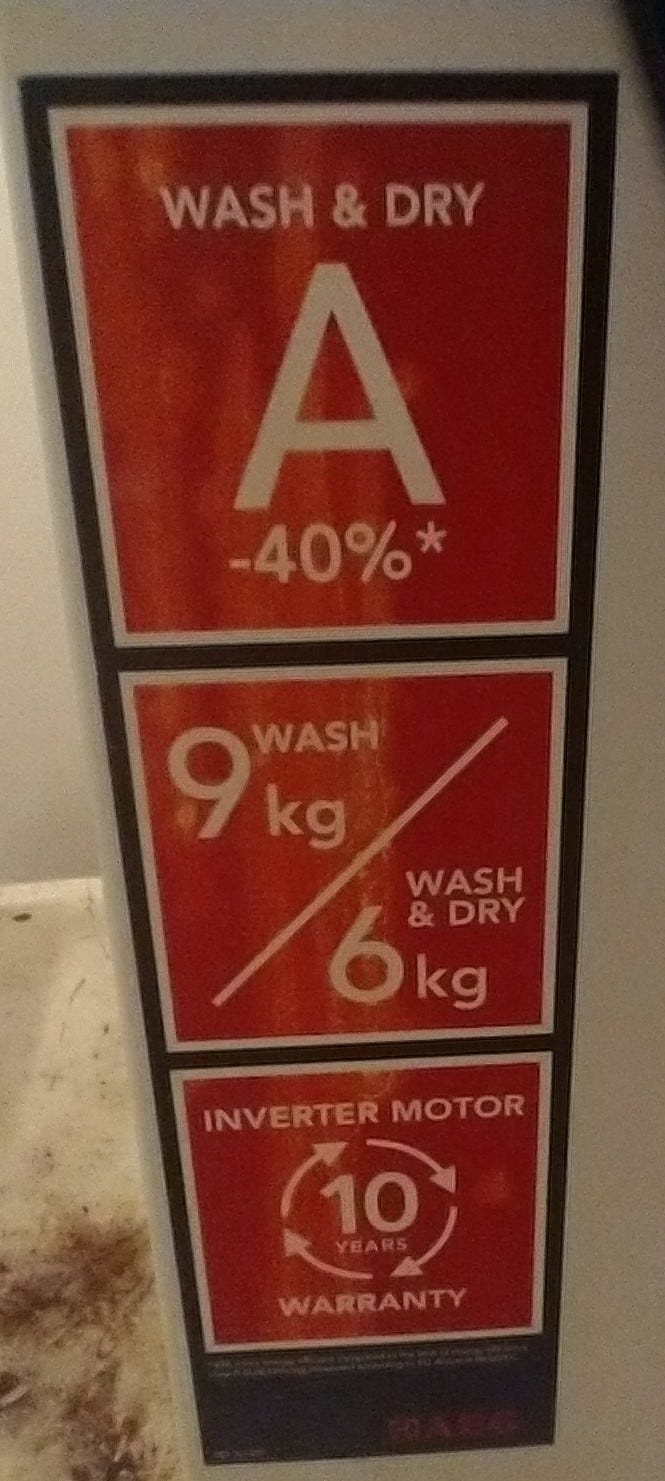 WASH & DRY
A
-40%*
9 WASH
kg
WASH
& DRY
6 kg
INVERTER MOTOR
10
YEARS
WARRANTY